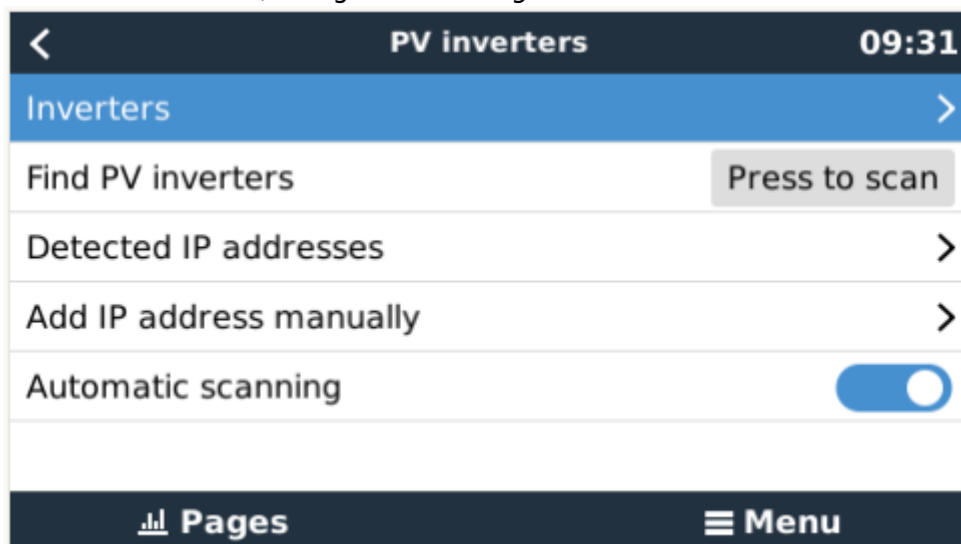 PV inverters 09:31
Inverters
Find PV inverters Press to scan
Detected IP addresses
Add IP address manually
Automatic scanning
Pages Menu